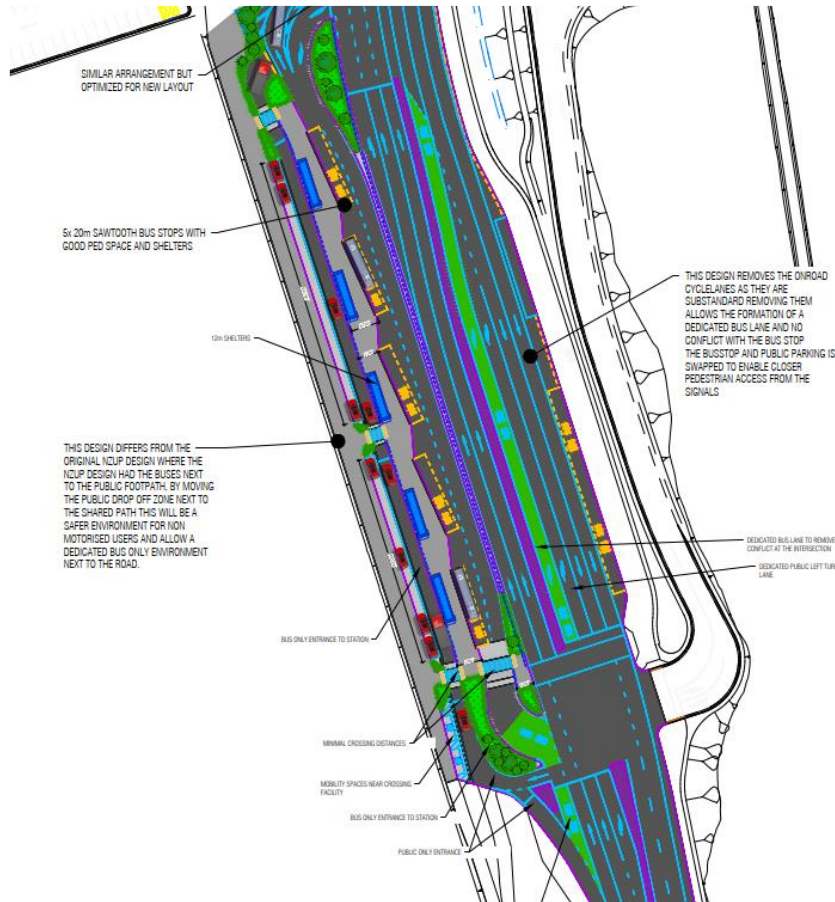 SIMILAR ARRANGEMENT BUT
OPTIMIZED FOR NEW LAYOUT
5x 20m SAWTOOTH BUS STOPS WITH
GOOD PED SPACE AND SHELTERS
THIS DESIGN REMOVES THE ONROAD
CYCLELANES AS THEY ARE
SUBSTANDARD REMOVING THEM
ALLOWS THE FORMATION OF A
DEDICATED BUS LANE AND NO
CONFLICT WITH THE BUS STOP
THE BUSSTOP AND PUBLIC PARKING IS
SWAPPED TO ENABLE CLOSER
PEDESTRIAN ACCESS FROM THE
SIGNALS
12m SHELTERS
THIS DESIGN DIFFERS FROM THE
ORIGINAL NZUP DESIGN WHERE THE
NZUP DESIGN HAD THE BUSES NEXT
TO THE PUBLIC FOOTPATH. BY MOVING
THE PUBLIC DROP OFF ZONE NEXT TO
THE SHARED PATH THIS WILL BE A
SAFER ENVIRONMENT FOR NON
MOTORISED USERS AND ALLOW A
DEDICATED BUS ONLY ENVIRONMENT
NEXT TO THE ROAD.
DEDICATED BUS LANE TO REMOVE
CONFLICT AT THE INTERSECTION
DEDICATED PUBLIC LEFT TUR
LANE
BUS ONLY ENTRANCE TO STATION
MINIMAL CROSSING DISTANCES
MOBILITY SPACES NEAR CROSSING
FACILITY
BUS ONLY ENTRANCE TO STATION
PUBLIC ONLY ENTRANCE